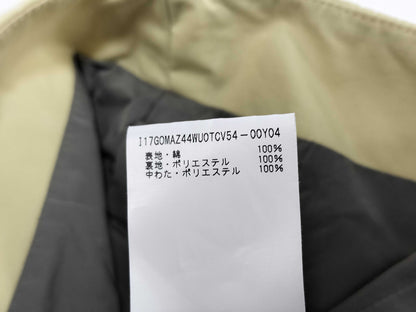 I17GOMAZ44WUOTCV54-00Y04
表地・綿 100%
裏地・ポリエステル 100%
中わた・ポリエステル 100%